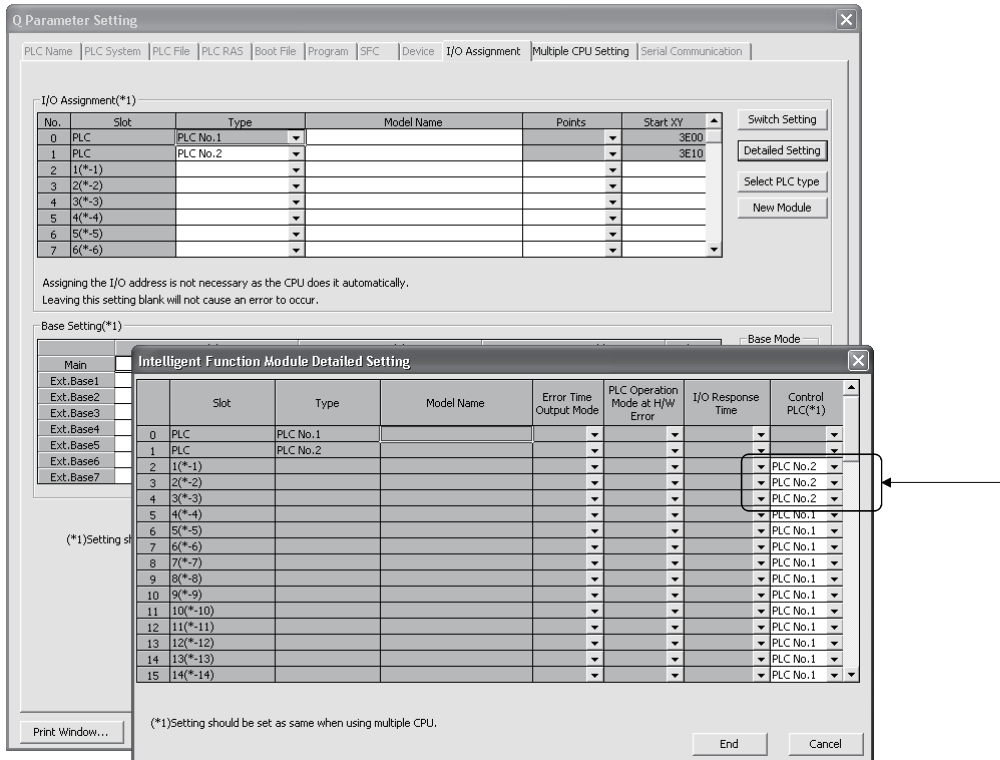 Q Parameter Setting
PLC Name PLC System PLC File PLC RAS Boot File Program SFC Device I/O Assignment Multiple CPU Setting Serial Communication
I/O Assignment(*1)
No. Slot Type Model Name Points Start XY
0 PLC PLC No.1 3E00
1 PLC PLC No.2 3E10
2 1(*-1)
3 2(*-2)
4 3(*-3)
5 4(*-4)
6 5(*-5)
7 6(*-6)
Switch Setting
Detailed Setting
Select PLC type
New Module
Assigning the I/O address is not necessary as the CPU does it automatically.
Leaving this setting blank will not cause an error to occur.
Base Setting(*1)
Base Mode
Main
Ext.Base1
Ext.Base2
Ext.Base3
Ext.Base4
Ext.Base5
Ext.Base6
Ext.Base7
(*1)Setting
Print Window...
Intelligent Function Module Detailed Setting
Slot Type Model Name Error Time Output Mode PLC Operation Mode at H/W Error I/O Response Time Control PLC(*1)
0 PLC PLC No.1
1 PLC PLC No.2
2 1(*-1) PLC No.2
3 2(*-2) PLC No.2
4 3(*-3) PLC No.2
5 4(*-4) PLC No.1
6 5(*-5) PLC No.1
7 6(*-6) PLC No.1
8 7(*-7) PLC No.1
9 8(*-8) PLC No.1
10 9(*-9) PLC No.1
11 10(*-10) PLC No.1
12 11(*-11) PLC No.1
13 12(*-12) PLC No.1
14 13(*-13) PLC No.1
15 14(*-14) PLC No.1
(*1)Setting should be set as same when using multiple CPU.
End Cancel